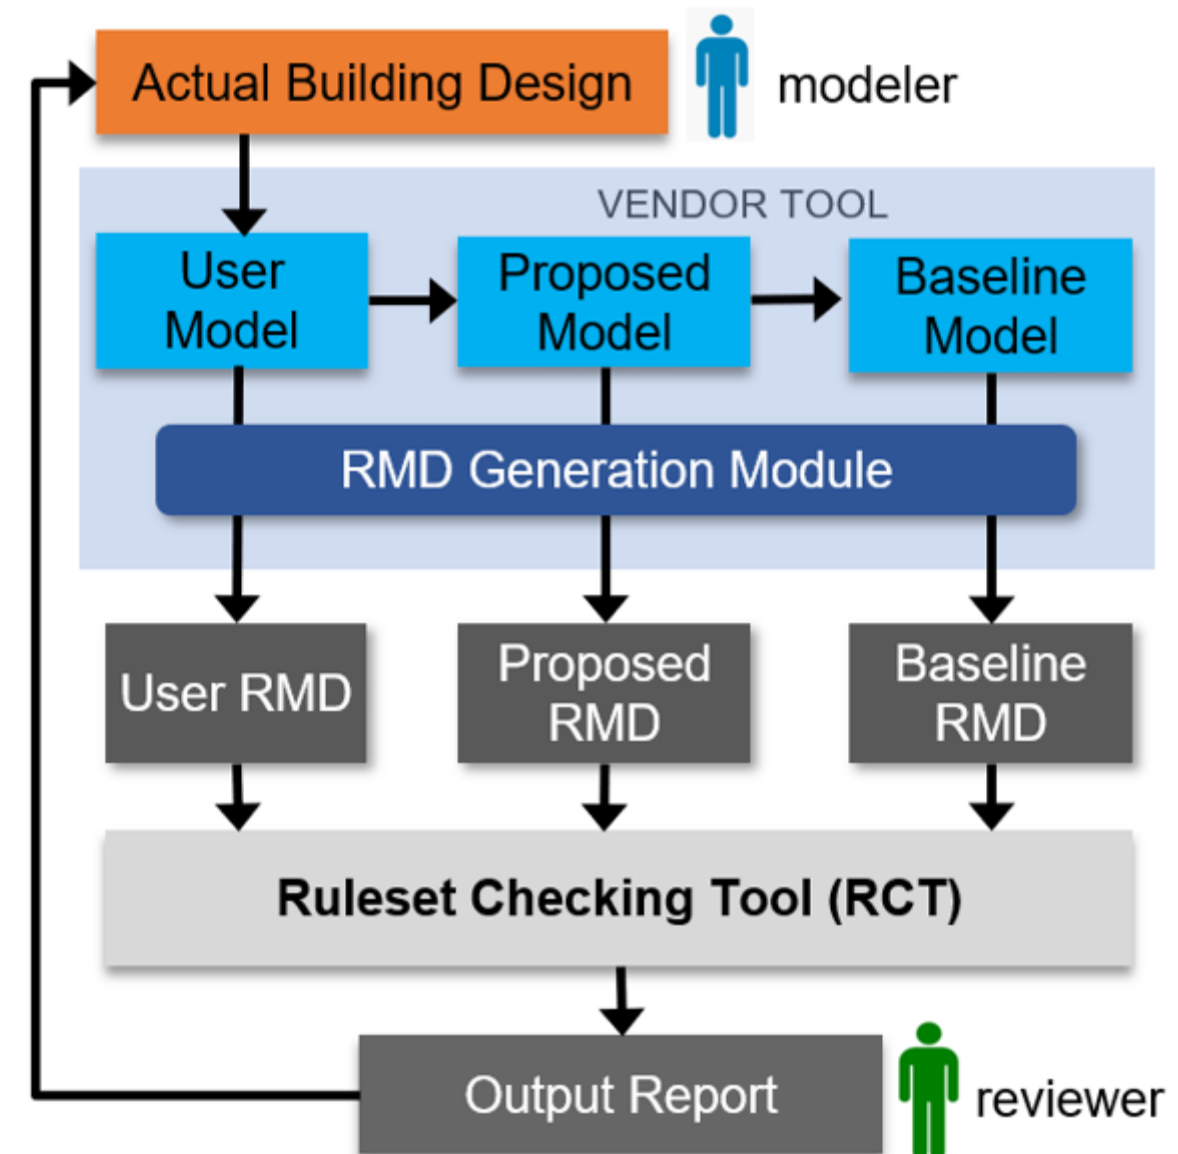 Actual Building Design
modeler
VENDOR TOOL
User
Model
Proposed
Model
Baseline
Model
RMD Generation Module
User RMD
Proposed
RMD
Baseline
RMD
Ruleset Checking Tool (RCT)
Output Report
reviewer